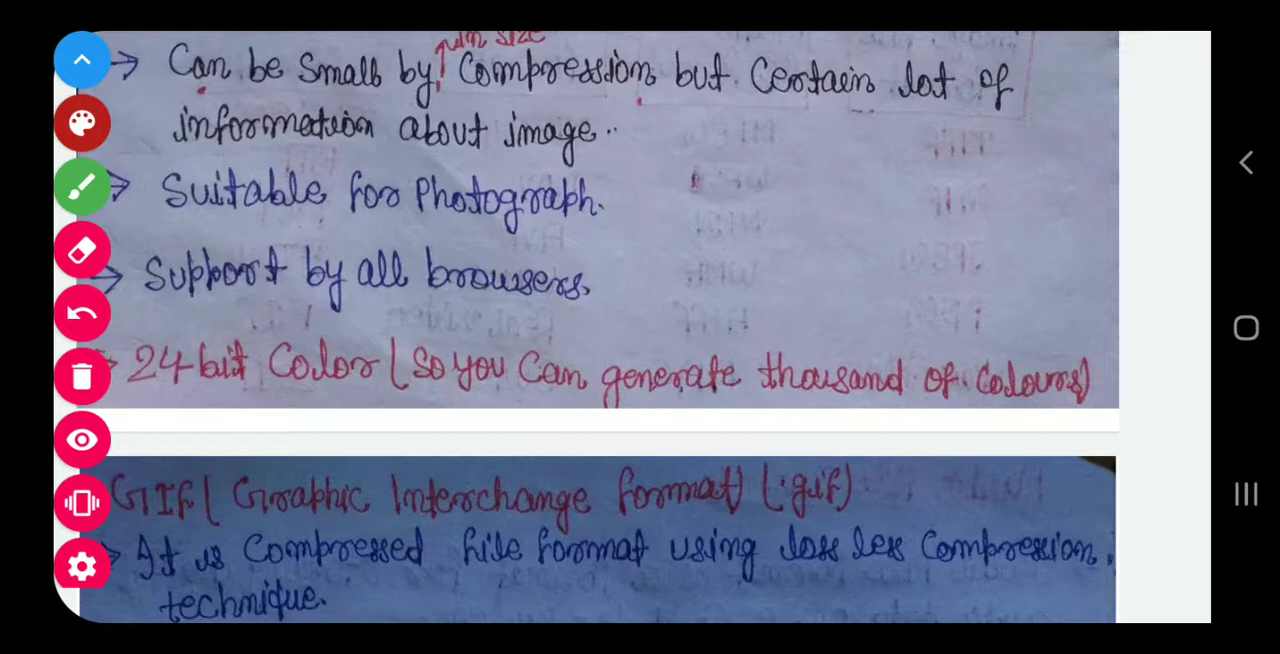 min size
→ Can be small by ↑ Compression but Certain lot of
information about image..
→ Suitable for Photograph.
→ Support by all browsers.
→ 24-bit Color (So you Can generate thousand of Colours)
GIF (Graphic Interchange format) (.gif)
→ It is Compressed file format using loss less Compression
technique.